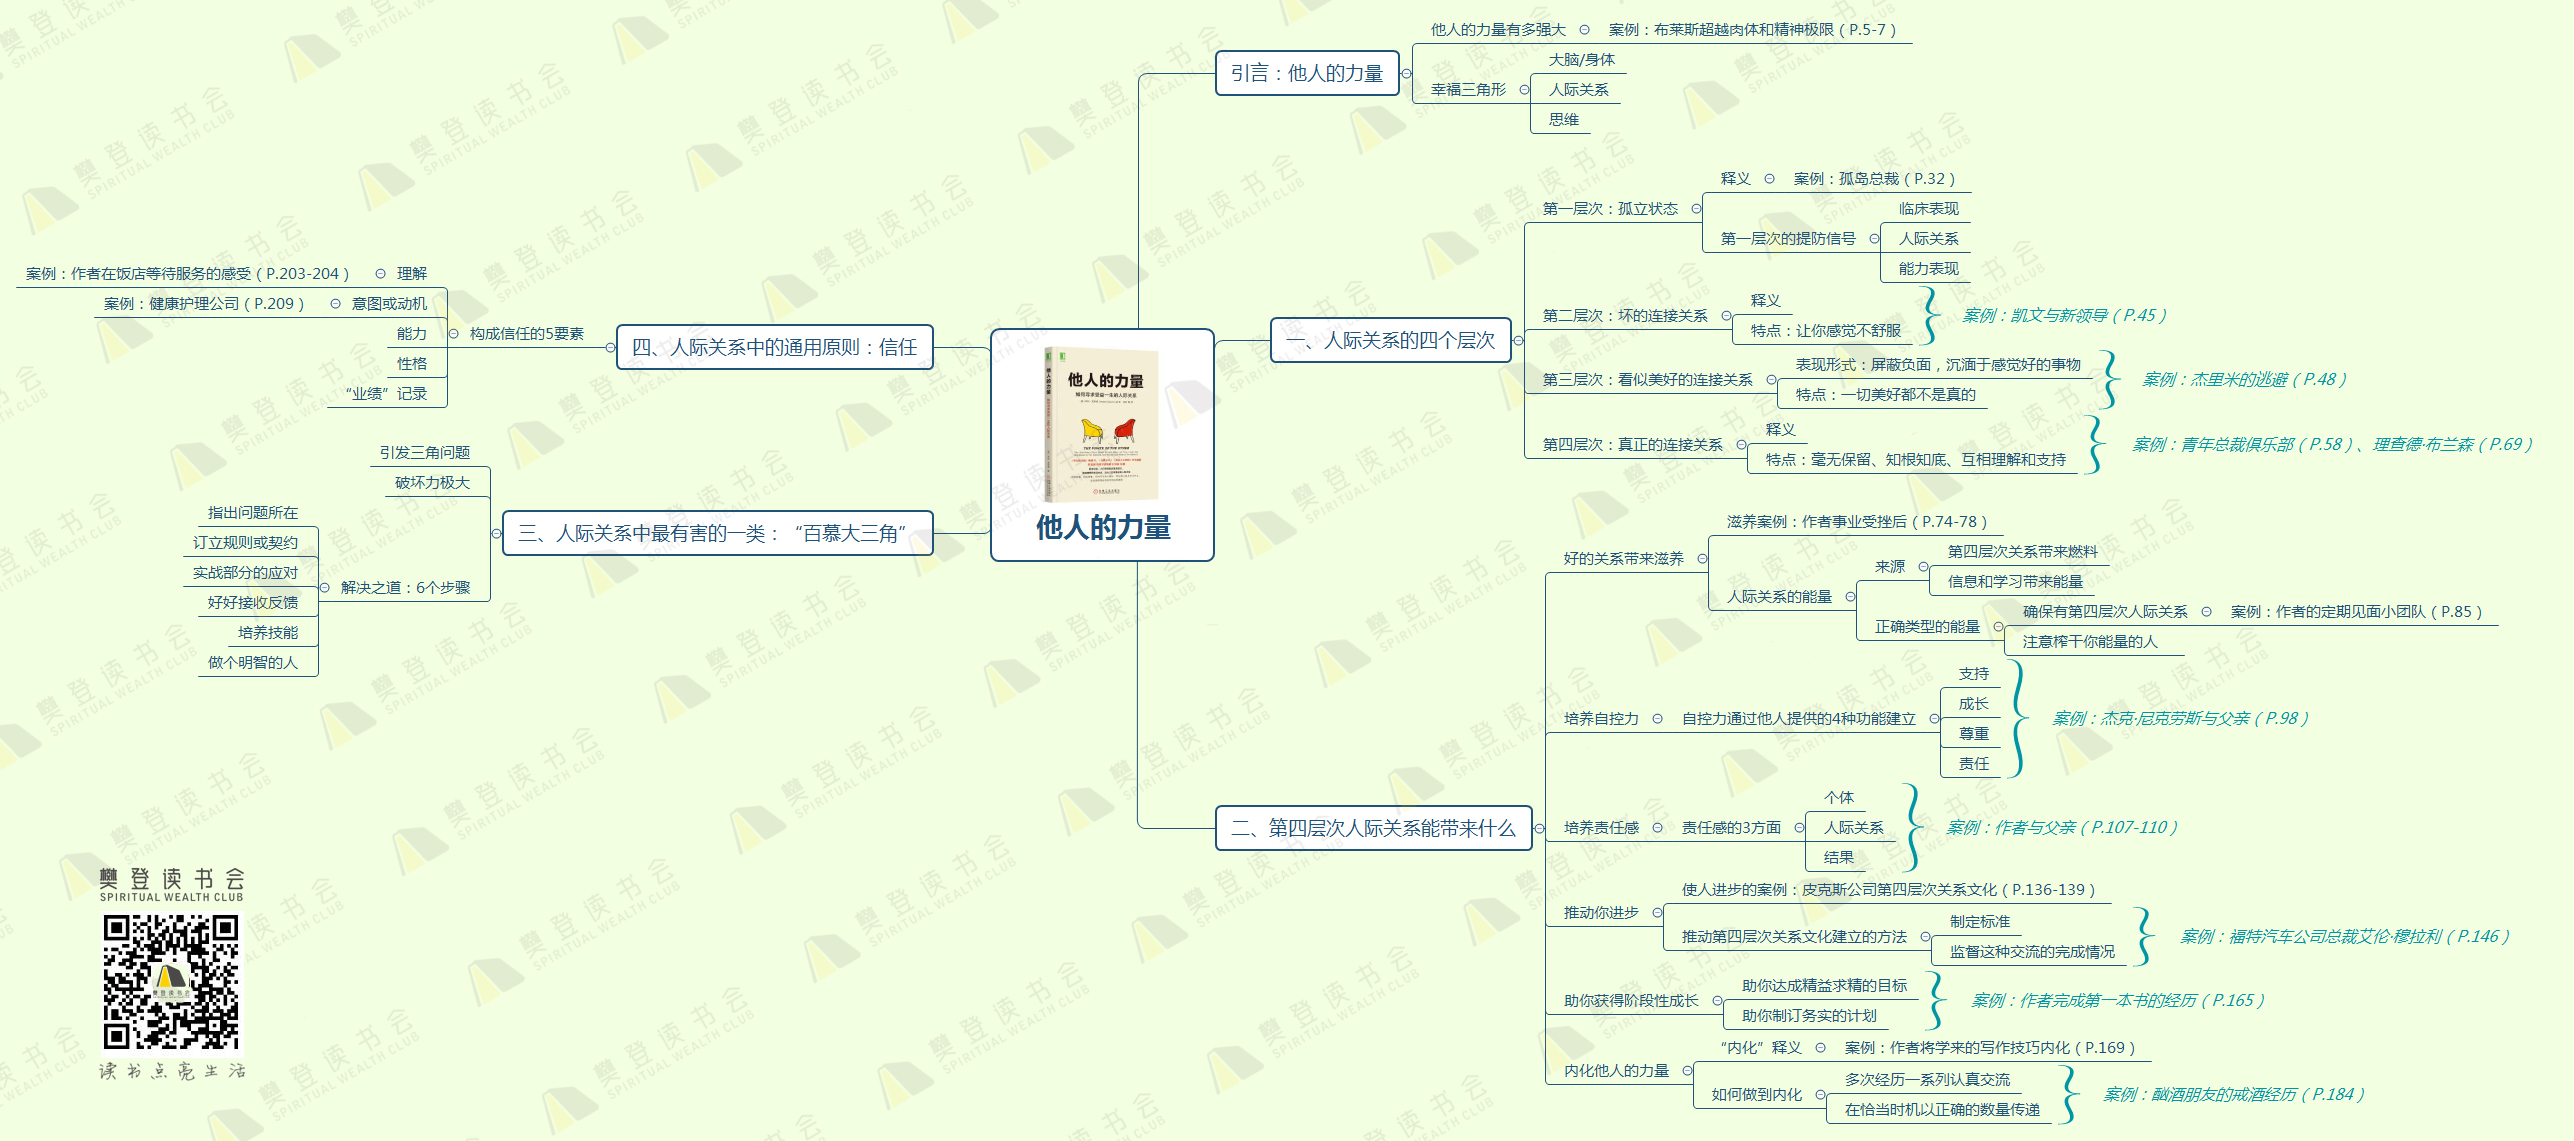 引言：他人的力量
他人的力量有多强大
案例：布莱斯超越肉体和精神极限（P.5-7）
幸福三角形
大脑/身体
人际关系
思维
一、人际关系的四个层次
第一层次：孤立状态
释义
案例：孤岛总裁（P.32）
第一层次的提防信号
临床表现
人际关系
能力表现
第二层次：坏的连接关系
释义
特点：让你感觉不舒服
案例：凯文与新领导（P.45）
第三层次：看似美好的连接关系
表现形式：屏蔽负面，沉湎于感觉好的事物
特点：一切美好都不是真的
案例：杰里米的逃避（P.48）
第四层次：真正的连接关系
释义
特点：毫无保留、知根知底、互相理解和支持
案例：青年总裁俱乐部（P.58）、理查德·布兰森（P.69）
二、第四层次人际关系能带来什么
好的关系带来滋养
滋养案例：作者事业受挫后（P.74-78）
人际关系的能量
来源
第四层次关系带来燃料
信息和学习带来能量
正确类型的能量
确保有第四层次人际关系
案例：作者的定期见面小团队（P.85）
注意榨干你能量的人
培养自控力
自控力通过他人提供的4种功能建立
支持
成长
尊重
责任
案例：杰克·尼克劳斯与父亲（P.98）
培养责任感
责任感的3方面
个体
人际关系
结果
案例：作者与父亲（P.107-110）
推动你进步
使人进步的案例：皮克斯公司第四层次关系文化（P.136-139）
推动第四层次关系文化建立的方法
制定标准
监督这种交流的完成情况
案例：福特汽车公司总裁艾伦·穆拉利（P.146）
助你获得阶段性成长
助你达成精益求精的目标
助你制订务实的计划
案例：作者完成第一本书的经历（P.165）
内化他人的力量
“内化”释义
案例：作者将学来的写作技巧内化（P.169）
如何做到内化
多次经历一系列认真交流
在恰当时机以正确的数量传递
案例：酗酒朋友的戒酒经历（P.184）
三、人际关系中最有害的一类：“百慕大三角”
引发三角问题
破坏力极大
解决之道：6个步骤
指出问题所在
订立规则或契约
实战部分的应对
好好接收反馈
培养技能
做个明智的人
四、人际关系中的通用原则：信任
构成信任的5要素
理解
案例：作者在饭店等待服务的感受（P.203-204）
意图或动机
案例：健康护理公司（P.209）
能力
性格
“业绩”记录
他人的力量
他人的力量
他人的力量
樊登读书会
SPIRITUAL WEALTH CLUB
读书点亮生活